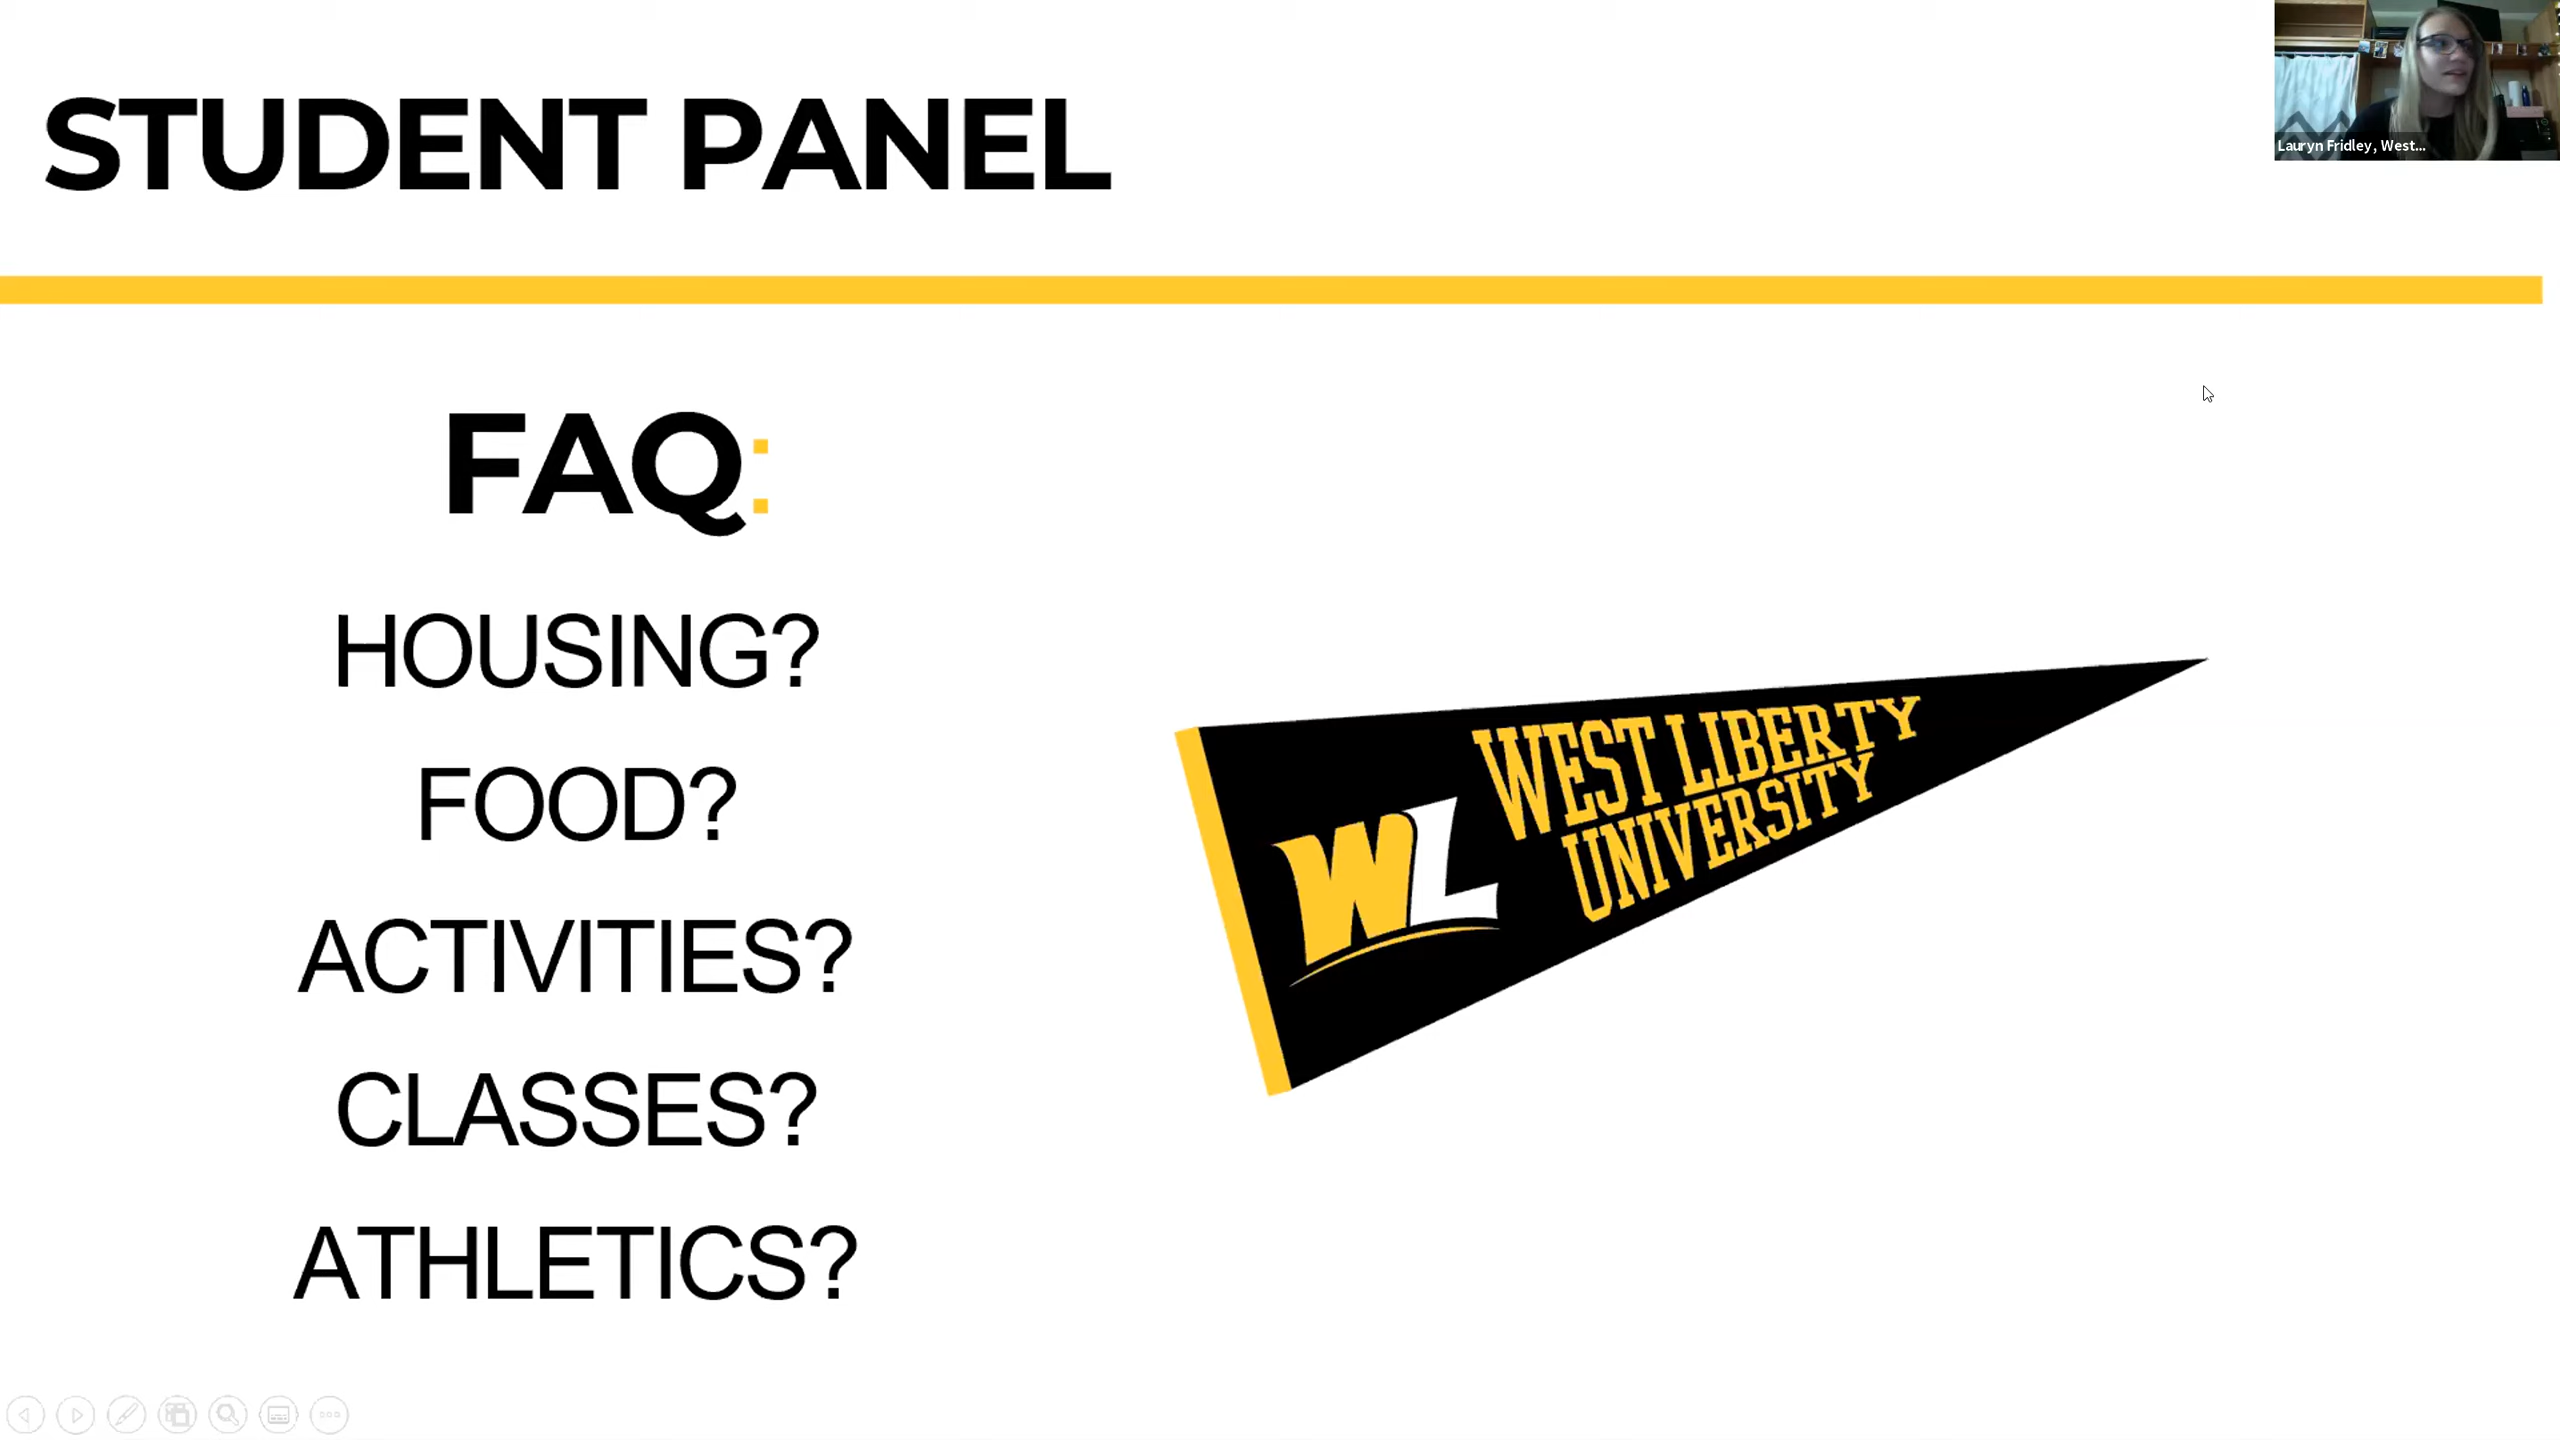 STUDENT PANEL
Lauryn Fridley, West...
FAQ:
HOUSING?
FOOD?
ACTIVITIES?
CLASSES?
ATHLETICS?
WEST LIBERTY
UNIVERSITY
WL